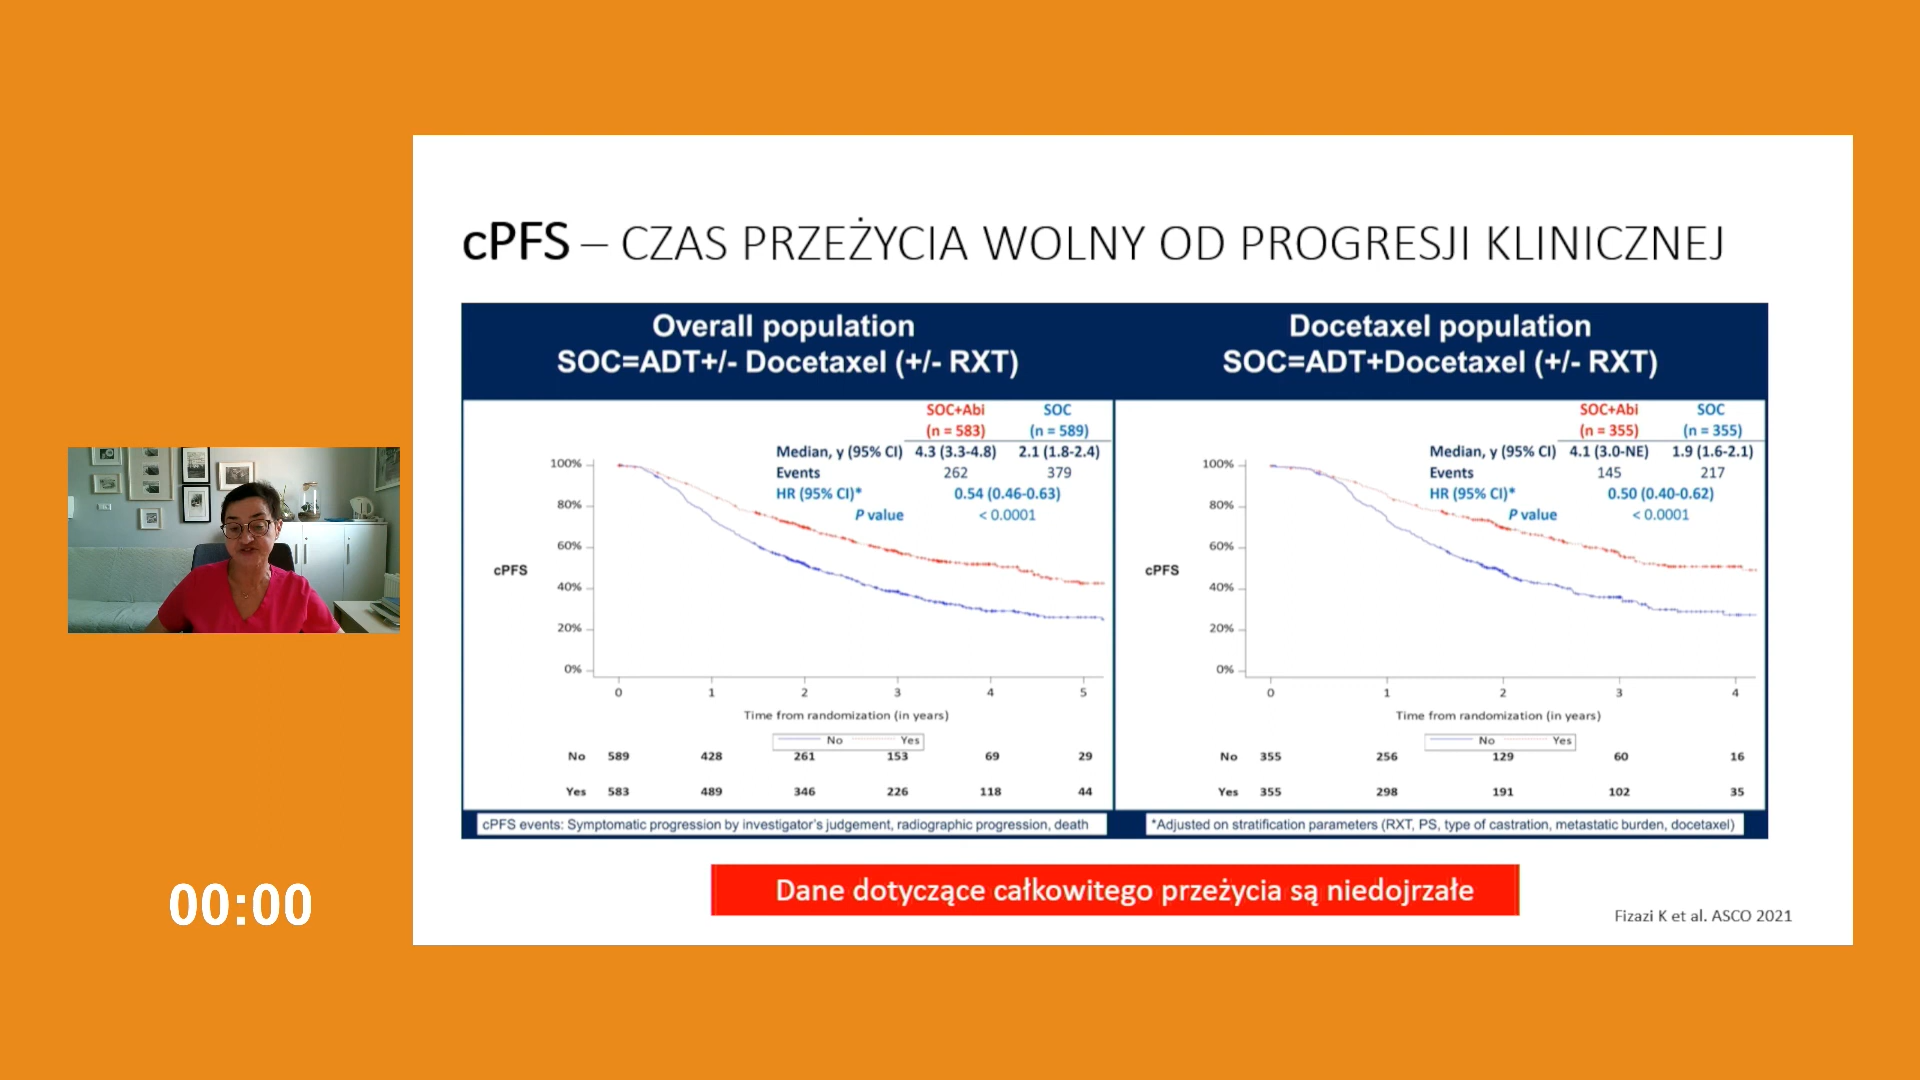 cPFS – CZAS PRZEŻYCIA WOLNY OD PROGRESJI KLINICZNEJ
Overall population
SOC=ADT+/- Docetaxel (+/- RXT)
SOC+Abi SOC
(n = 583) (n = 589)
Median, y (95% CI) 4.3 (3.3-4.8) 2.1 (1.8-2.4)
Events 262 379
HR (95% CI)* 0.54 (0.46-0.63)
P value < 0.0001
100%
80%
60%
cPFS
40%
20%
0%
0 1 2 3 4 5
Time from randomization (in years)
No Yes
No 589 428 261 153 69 29
Yes 583 489 346 226 118 44
cPFS events: Symptomatic progression by investigator's judgement, radiographic progression, death
Docetaxel population
SOC=ADT+Docetaxel (+/- RXT)
SOC+Abi SOC
(n = 355) (n = 355)
Median, y (95% CI) 4.1 (3.0-NE) 1.9 (1.6-2.1)
Events 145 217
HR (95% CI)* 0.50 (0.40-0.62)
P value < 0.0001
100%
80%
60%
cPFS
40%
20%
0%
0 1 2 3 4
Time from randomization (in years)
No Yes
No 355 256 129 60 16
Yes 355 298 191 102 35
*Adjusted on stratification parameters (RXT, PS, type of castration, metastatic burden, docetaxel)
Dane dotyczące całkowitego przeżycia są niedojrzałe
Fizazi K et al. ASCO 2021
00:00